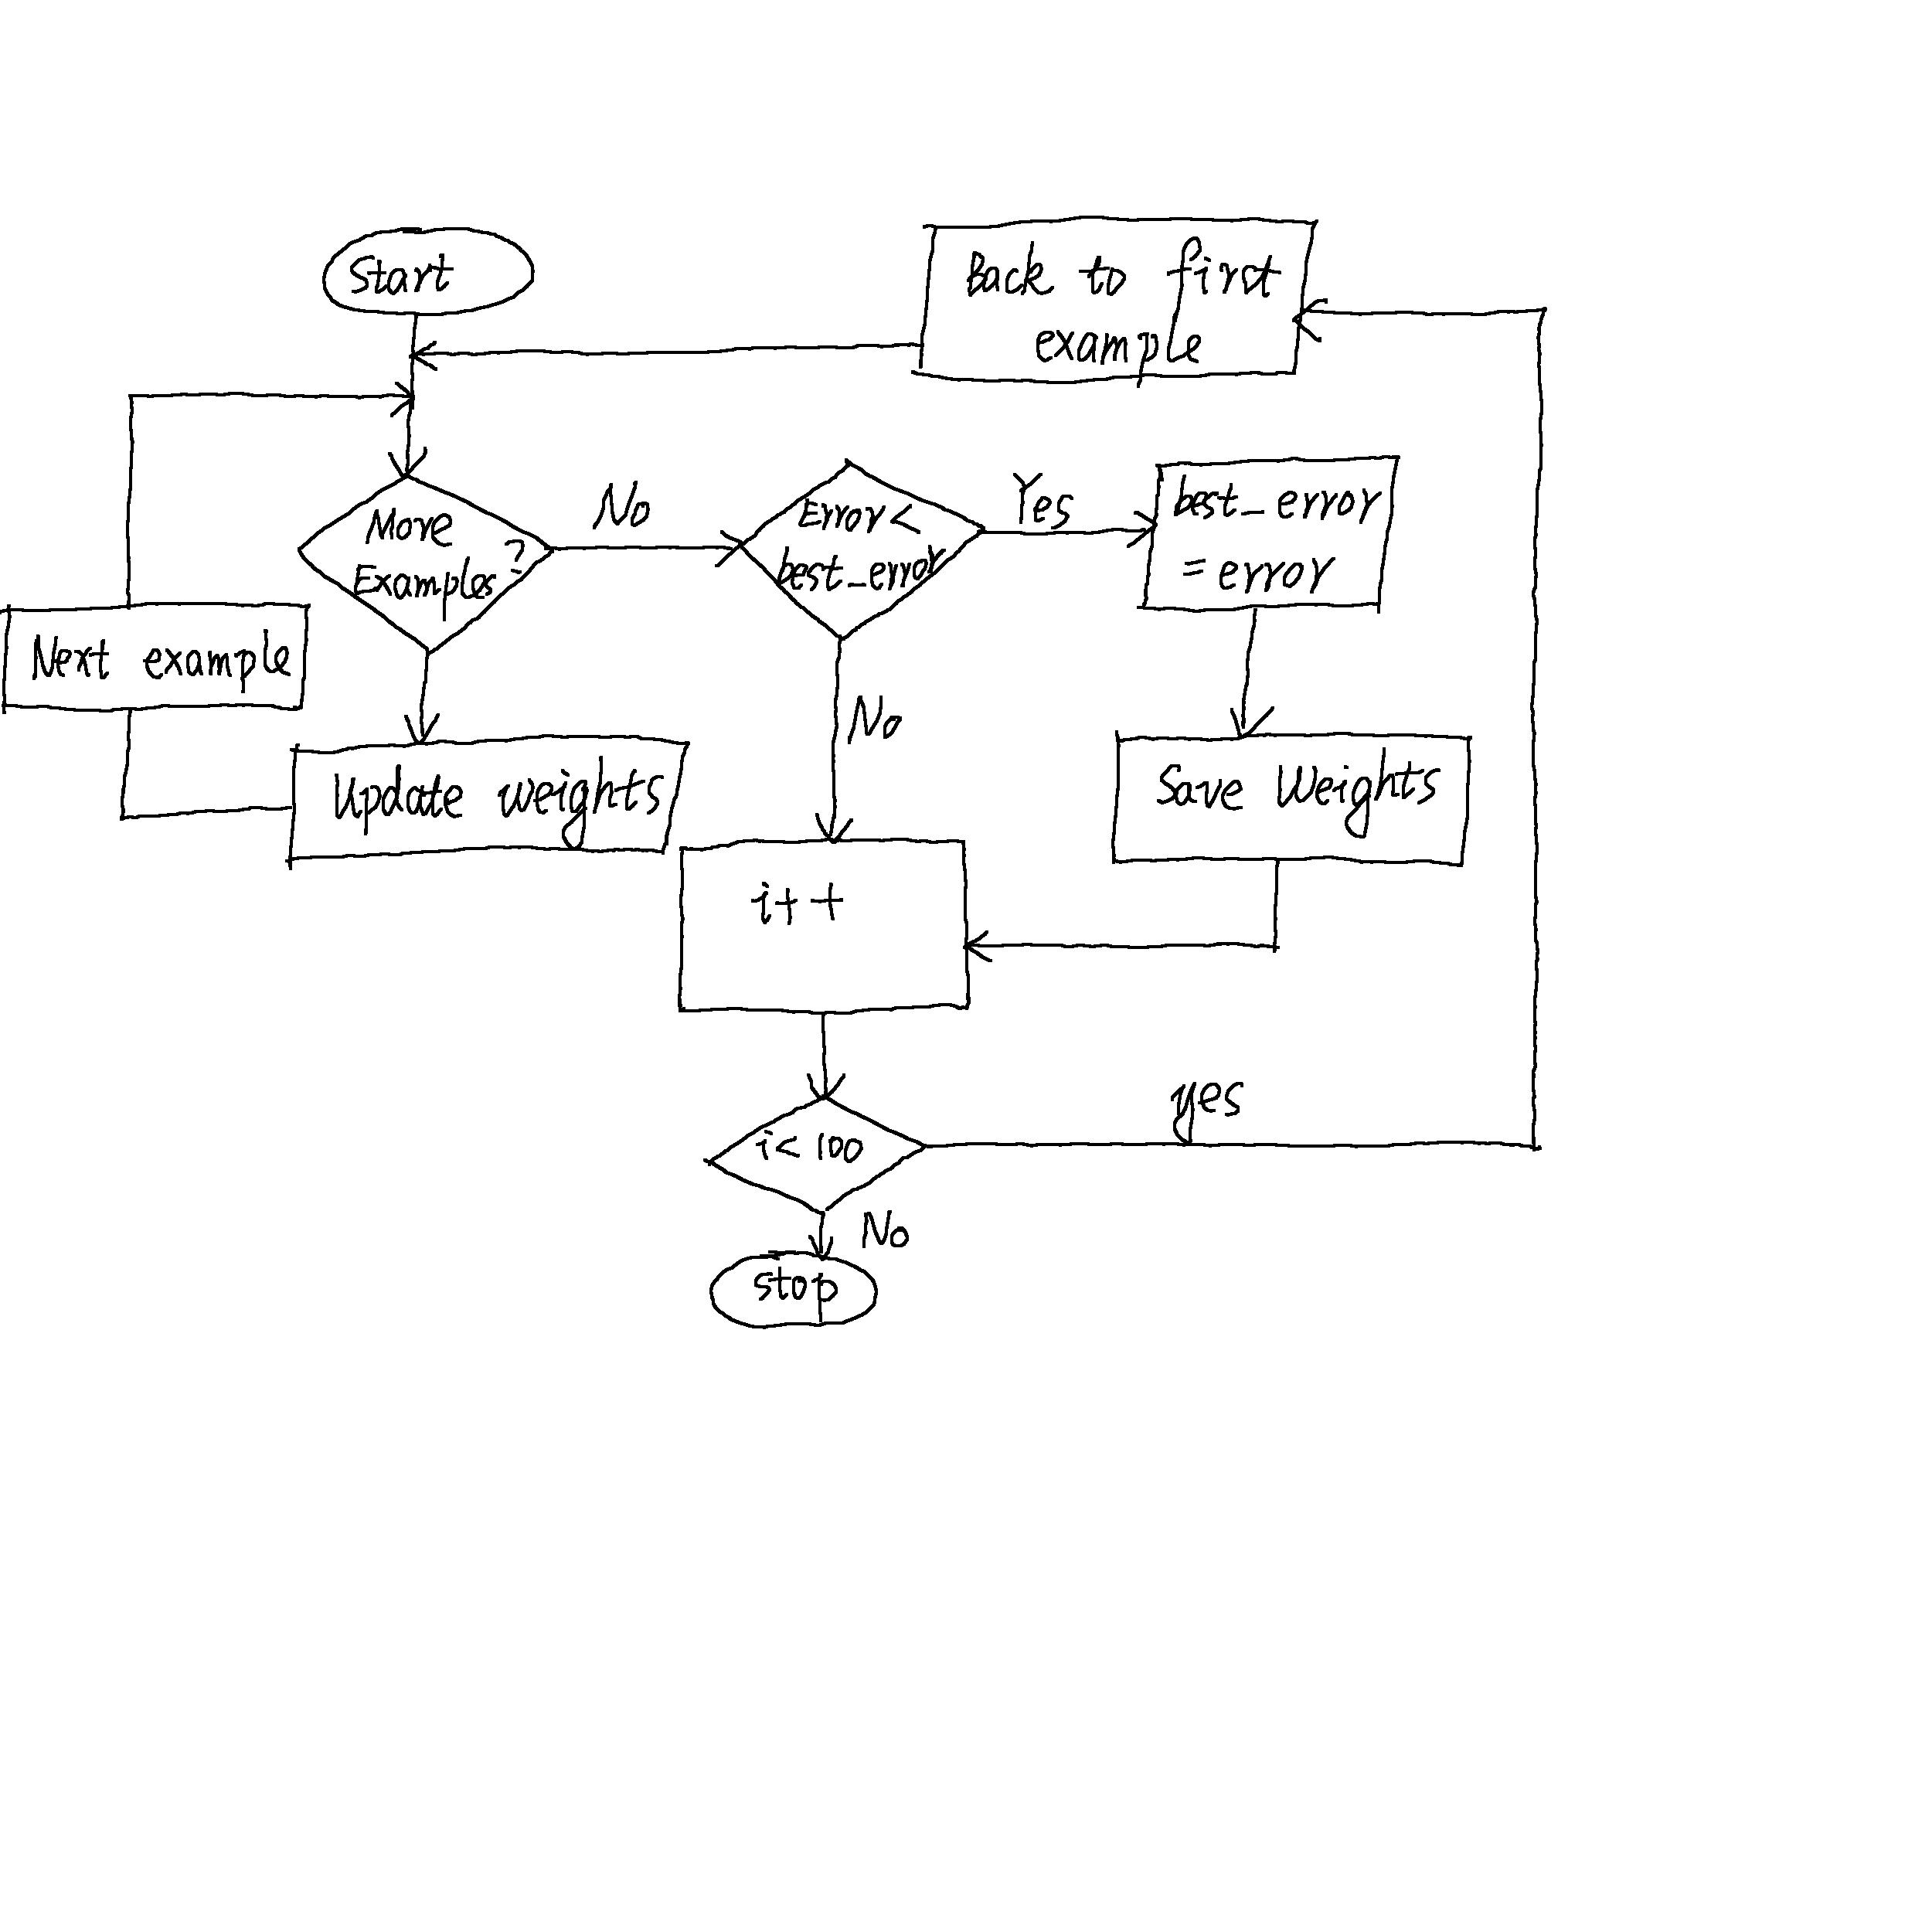 Start
Back to first
example
More
Examples?
No
Error<
best_error
Yes
best_error
=error
Next example
Update weights
No
Save Weights
i++
i<100
yes
No
stop